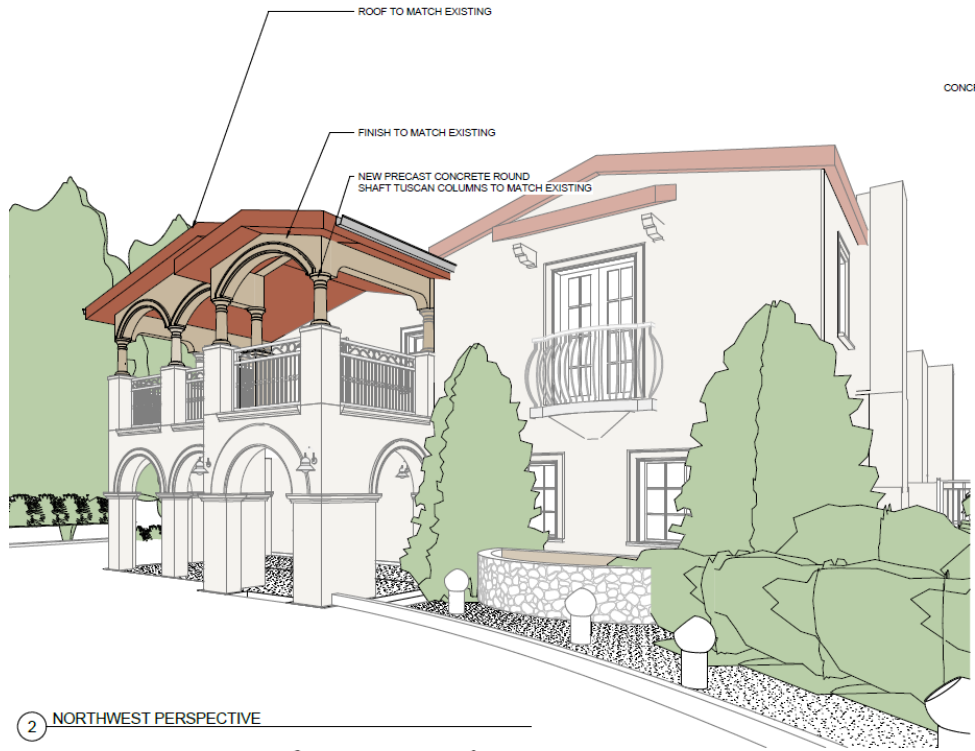 ROOF TO MATCH EXISTING
FINISH TO MATCH EXISTING
NEW PRECAST CONCRETE ROUND
SHAFT TUSCAN COLUMNS TO MATCH EXISTING
2 NORTHWEST PERSPECTIVE